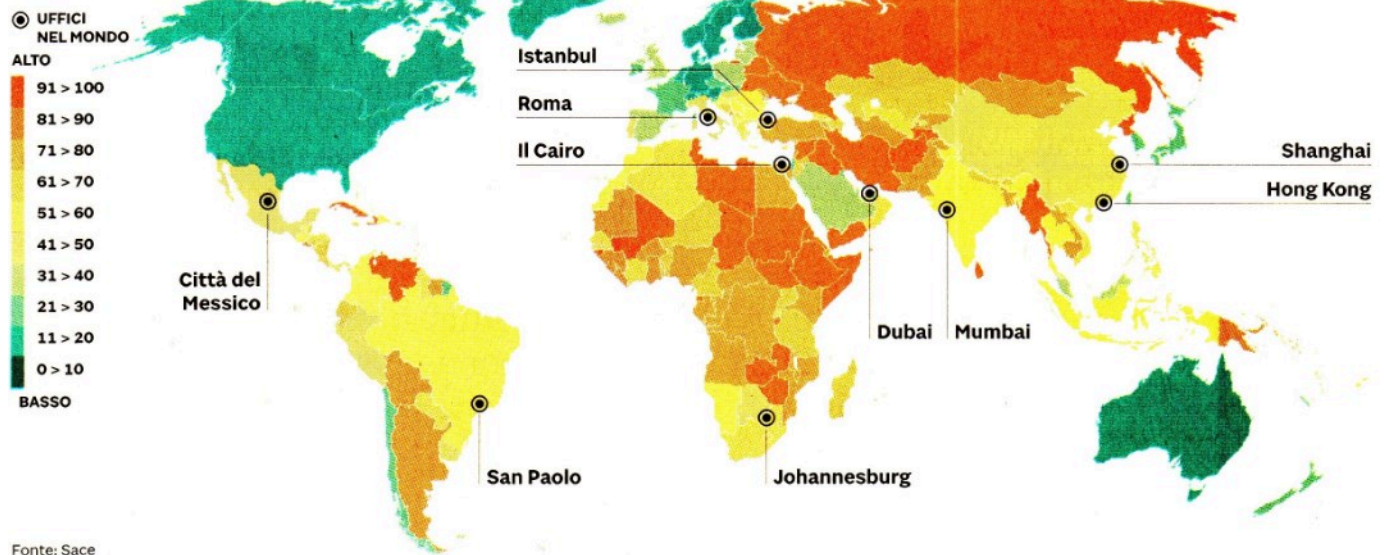 UFFICI
NEL MONDO
ALTO
91 > 100
81 > 90
71 > 80
61 > 70
51 > 60
41 > 50
31 > 40
21 > 30
11 > 20
0 > 10
BASSO
Istanbul
Roma
Il Cairo
Shanghai
Hong Kong
Città del
Messico
Dubai
Mumbai
San Paolo
Johannesburg
Fonte: Sace